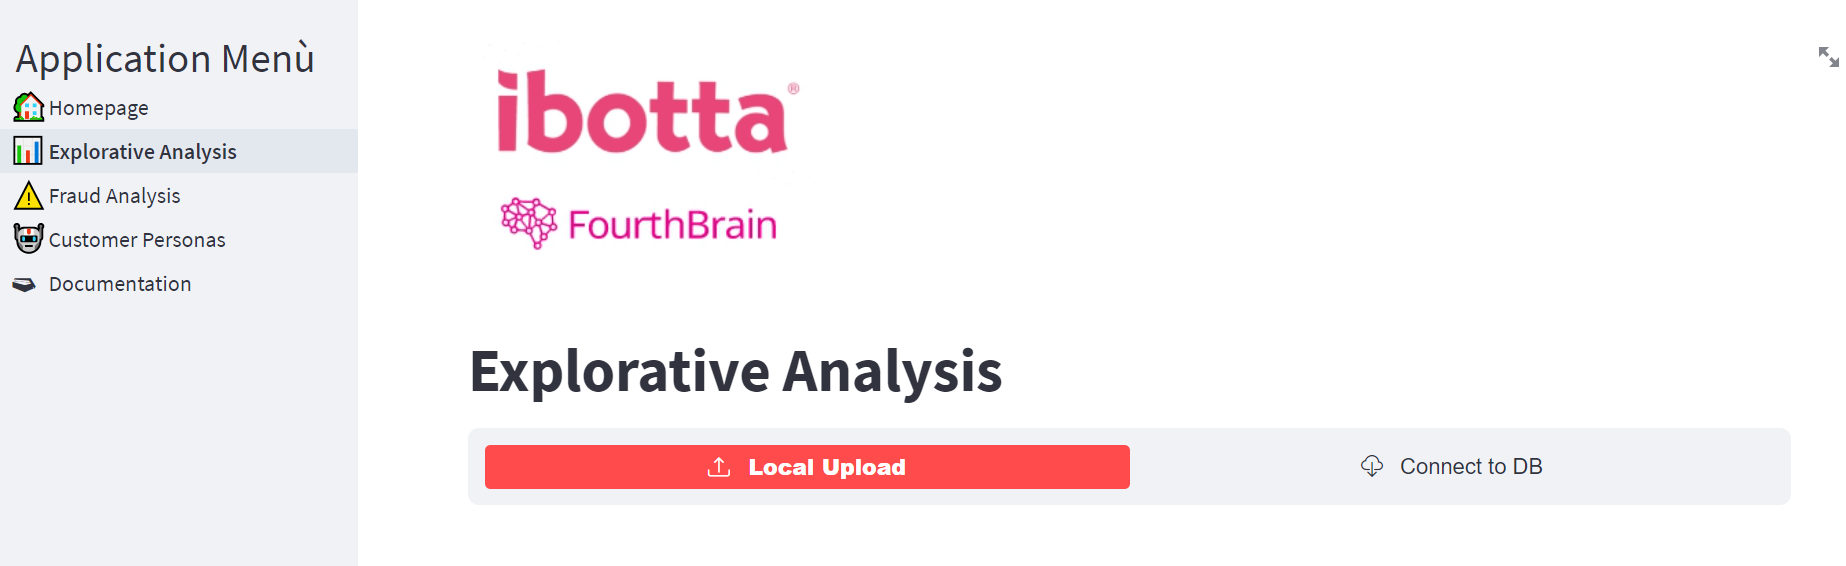 Application Menù
Homepage
Explorative Analysis
Fraud Analysis
Customer Personas
Documentation
ibotta®
FourthBrain
Explorative Analysis
Local Upload
Connect to DB